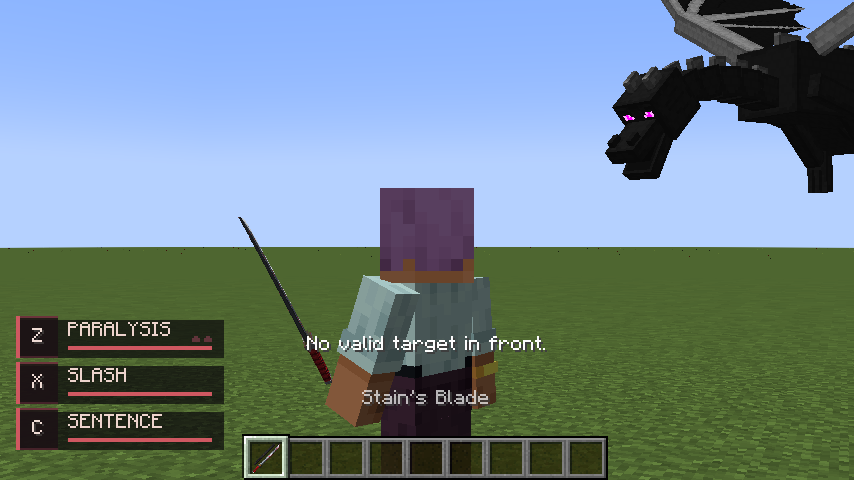 No valid target in front.
Stain's Blade
Z PARALYSIS
X SLASH
C SENTENCE